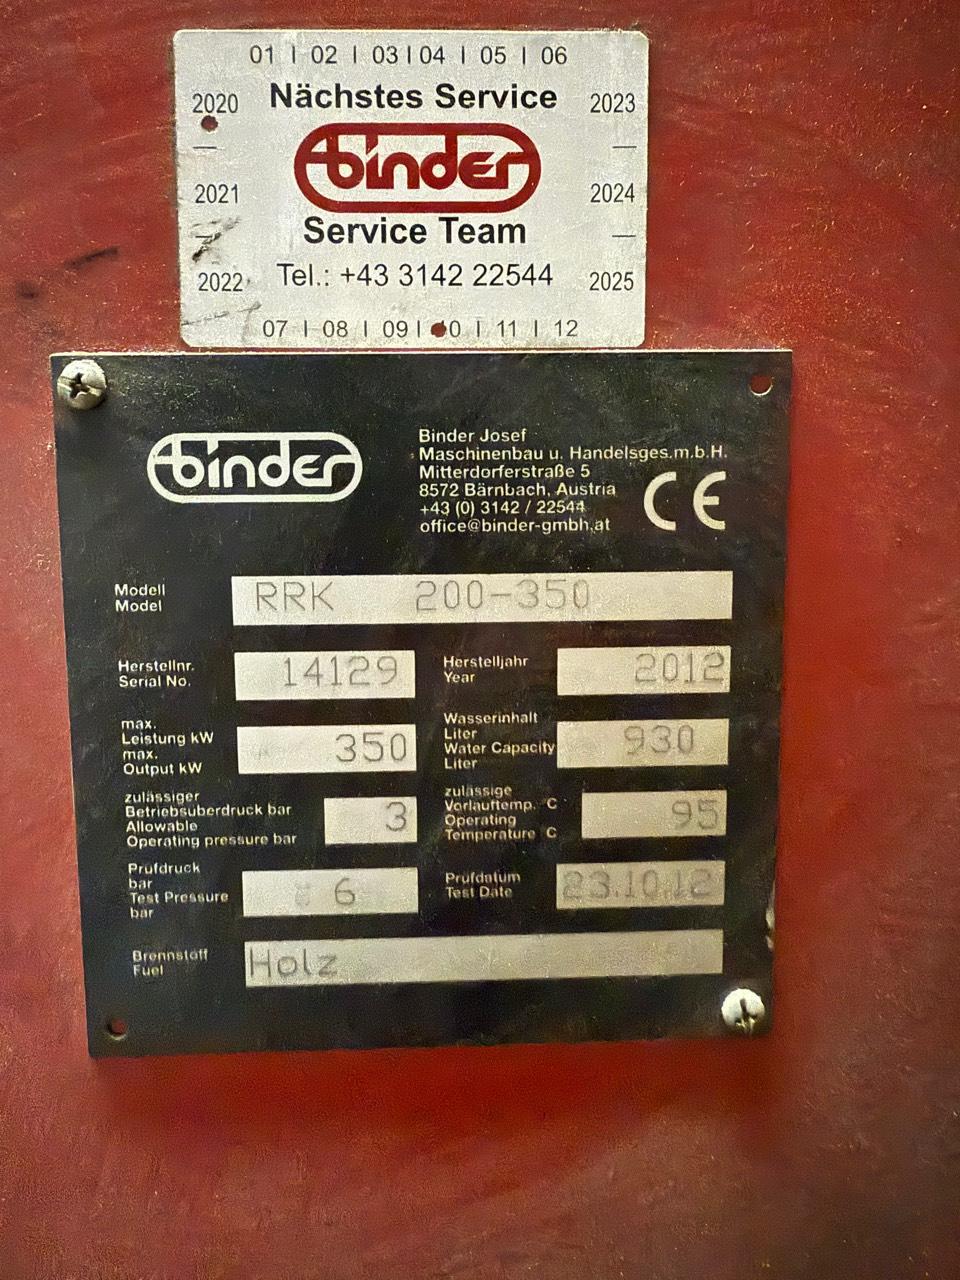 01 | 02 | 03 | 04 | 05 | 06
2020 Nächstes Service 2023
binder
2021 2024
Service Team
2022 Tel.: +43 3142 22544 2025
07 | 08 | 09 | 0 | 11 | 12
binder
Binder Josef
Maschinenbau u. Handelsges.m.b.H.
Mitterdorferstraße 5
8572 Bärnbach, Austria
+43 (0) 3142 / 22544
office@binder-gmbh.at
CE
Modell
Model
RRK 200-350
Herstellnr.
Serial No.
14129
Herstelljahr
Year
2012
max.
Leistung kW
max.
Output kW
350
Wasserinhalt
Liter
Water Capacity
Liter
930
zulässiger
Betriebsüberdruck bar
Allowable
Operating pressure bar
3
zulässige
Vorlauftemp. °C
Operating
Temperature °C
95
Prüfdruck
bar
Test Pressure
bar
6
Prüfdatum
Test Date
23.10.12
Brennstoff
Fuel
Holz